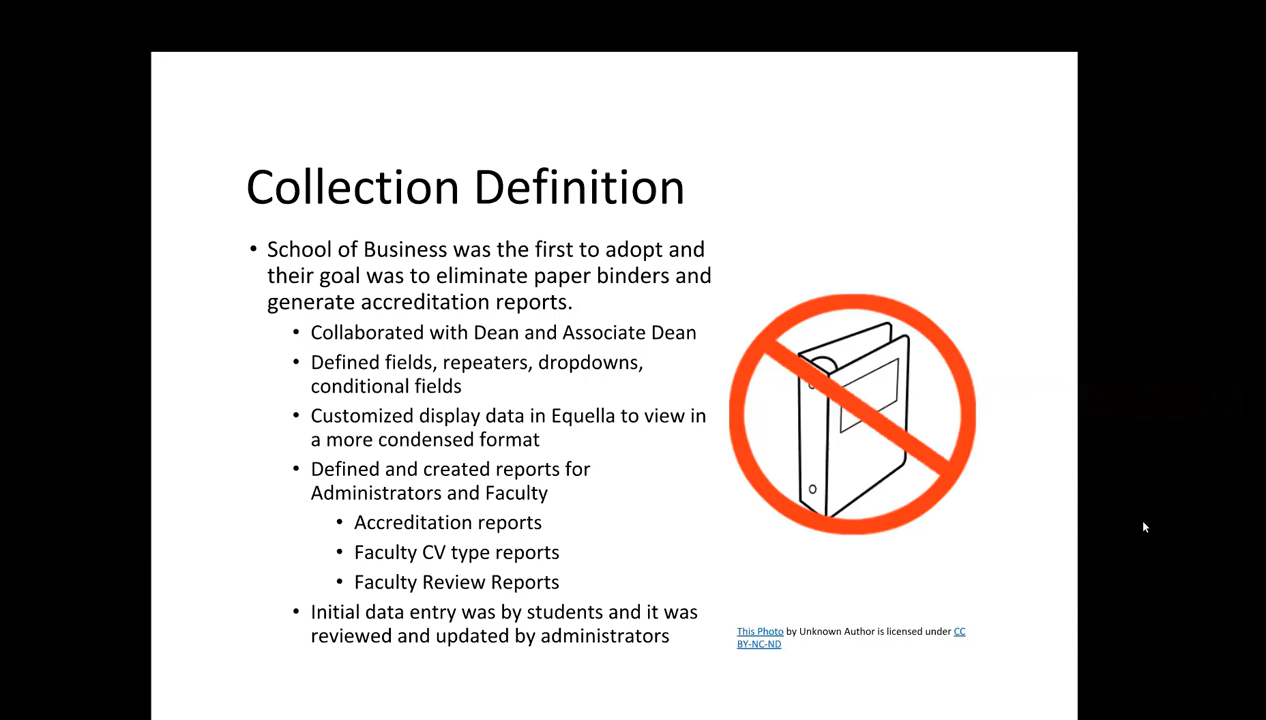 Collection Definition
• School of Business was the first to adopt and
their goal was to eliminate paper binders and
generate accreditation reports.
• Collaborated with Dean and Associate Dean
• Defined fields, repeaters, dropdowns,
conditional fields
• Customized display data in Equella to view in
a more condensed format
• Defined and created reports for
Administrators and Faculty
• Accreditation reports
• Faculty CV type reports
• Faculty Review Reports
• Initial data entry was by students and it was
reviewed and updated by administrators
This Photo by Unknown Author is licensed under CC
BY-NC-ND